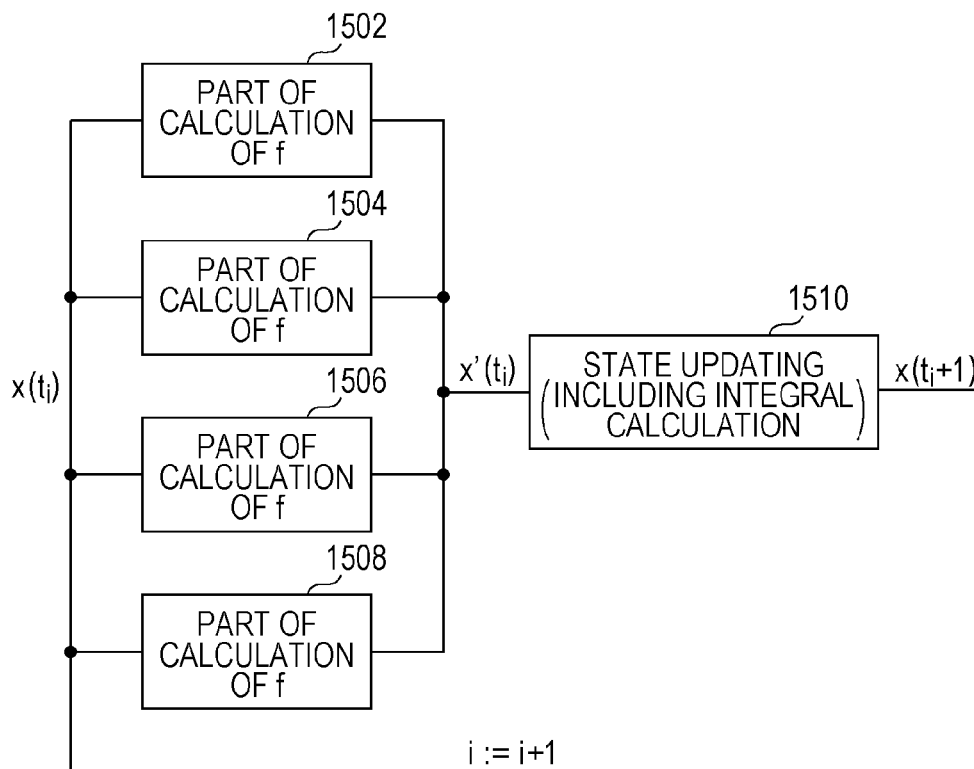 1502
PART OF
CALCULATION
OF f
1504
PART OF
CALCULATION
OF f
1506
PART OF
CALCULATION
OF f
1508
PART OF
CALCULATION
OF f
x(ti)
x'(ti)
1510
STATE UPDATING
(INCLUDING INTEGRAL
CALCULATION)
x(ti+1)
i := i+1